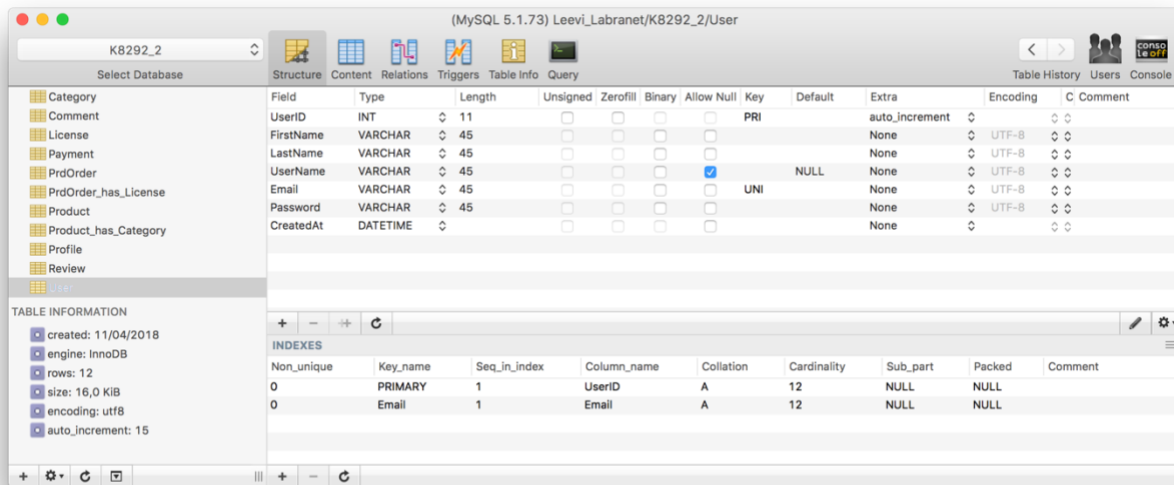 (MySQL 5.1.73) Leevi_Labranet/K8292_2/User
K8292_2
Select Database
Structure Content Relations Triggers Table Info Query
Table History Users Console
console off
Category
Comment
License
Payment
PrdOrder
PrdOrder_has_License
Product
Product_has_Category
Profile
Review
User
TABLE INFORMATION
created: 11/04/2018
engine: InnoDB
rows: 12
size: 16,0 KiB
encoding: utf8
auto_increment: 15
Field Type Length Unsigned Zerofill Binary Allow Null Key Default Extra Encoding C Comment
UserID INT 11 PRI auto_increment
FirstName VARCHAR 45 None UTF-8
LastName VARCHAR 45 None UTF-8
UserName VARCHAR 45 NULL None UTF-8
Email VARCHAR 45 UNI None UTF-8
Password VARCHAR 45 None UTF-8
CreatedAt DATETIME None
INDEXES
Non_unique Key_name Seq_in_index Column_name Collation Cardinality Sub_part Packed Comment
0 PRIMARY 1 UserID A 12 NULL NULL
0 Email 1 Email A 12 NULL NULL